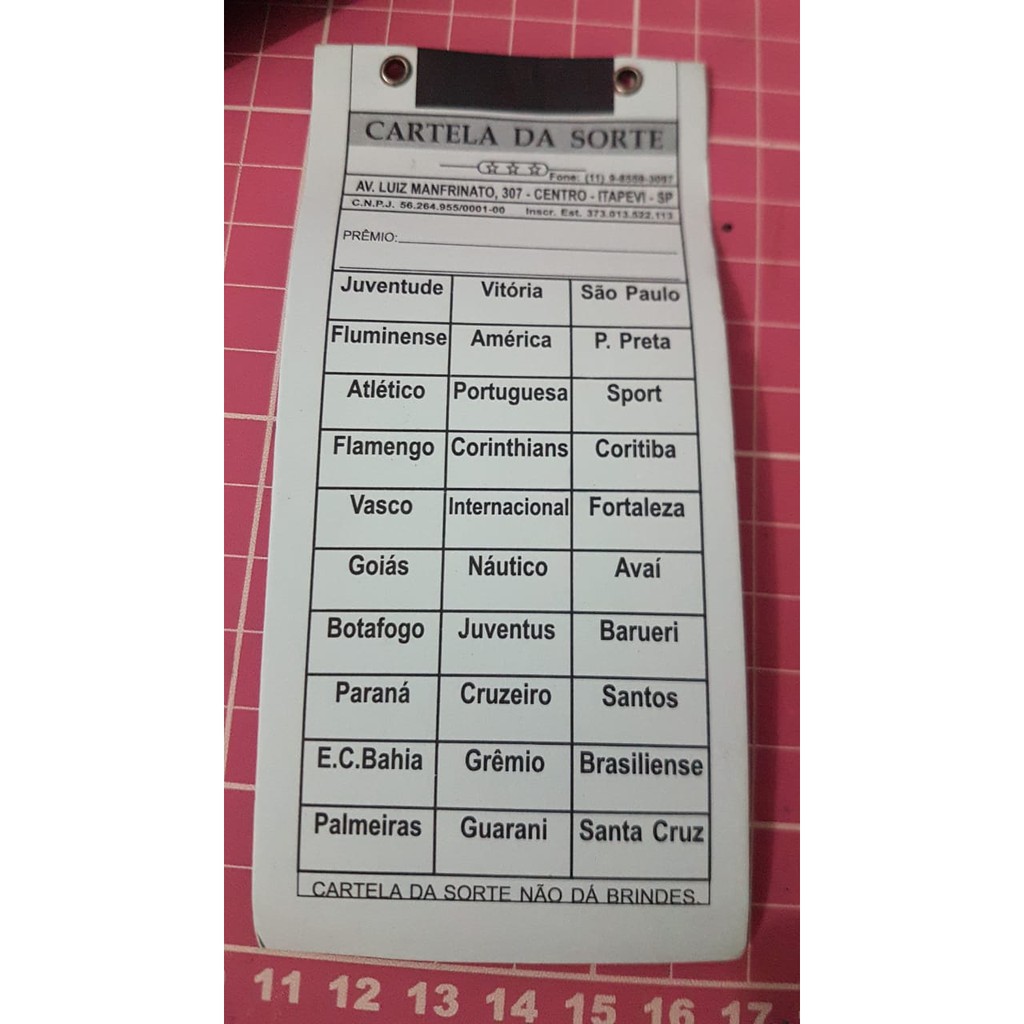 CARTELA DA SORTE
Fone: (11) 9-8559-3097
AV. LUIZ MANFRINATO, 307 - CENTRO - ITAPEVI - SP
C.N.P.J. 56.264.955/0001-00 Inscr. Est. 373.013.522.113
PRÊMIO:
Juventude Vitória São Paulo
Fluminense América P. Preta
Atlético Portuguesa Sport
Flamengo Corinthians Coritiba
Vasco Internacional Fortaleza
Goiás Náutico Avaí
Botafogo Juventus Barueri
Paraná Cruzeiro Santos
E.C.Bahia Grêmio Brasiliense
Palmeiras Guarani Santa Cruz
CARTELA DA SORTE NÃO DÁ BRINDES.
11 12 13 14 15 16 17